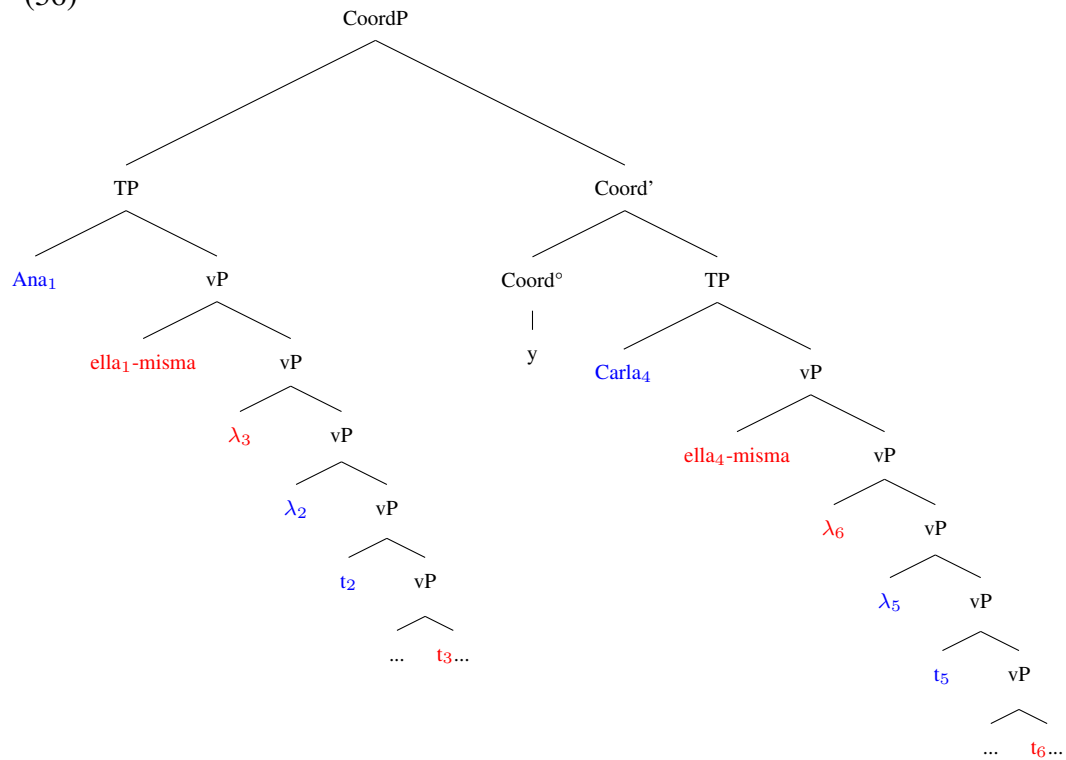 CoordP
TP Coord’
Ana₁ vP Coord° TP
ella₁-misma vP y Carla₄ vP
λ₃ vP ella₄-misma vP
λ₂ vP λ₆ vP
t₂ vP λ₅ vP
... t₃... t₅ vP
... t₆...